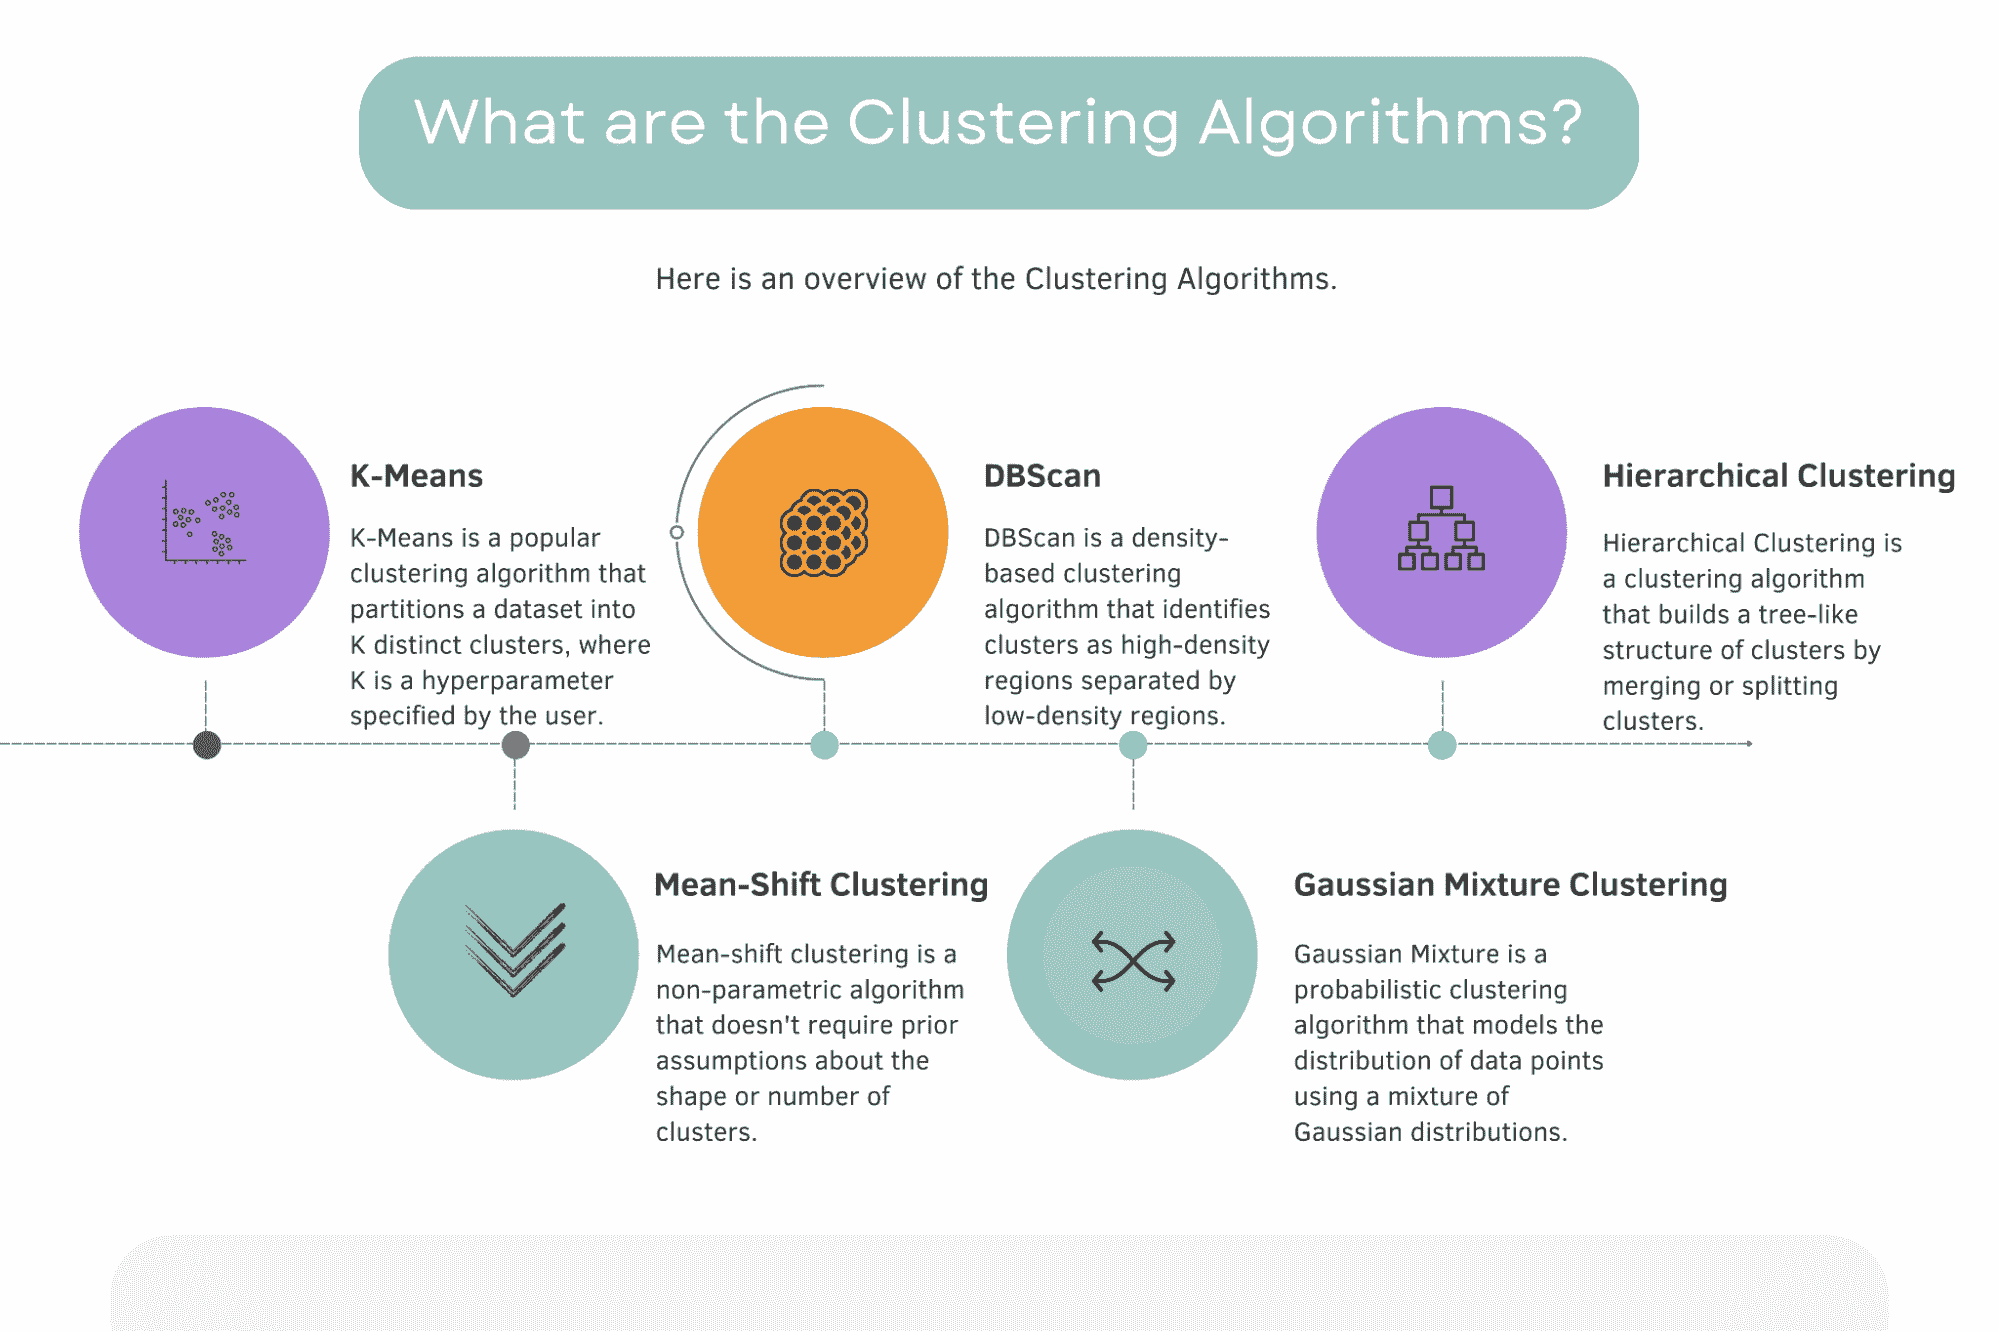 What are the Clustering Algorithms?
Here is an overview of the Clustering Algorithms.
K-Means
K-Means is a popular
clustering algorithm that
partitions a dataset into
K distinct clusters, where
K is a hyperparameter
specified by the user.
DBScan
DBScan is a density-
based clustering
algorithm that identifies
clusters as high-density
regions separated by
low-density regions.
Hierarchical Clustering
Hierarchical Clustering is
a clustering algorithm
that builds a tree-like
structure of clusters by
merging or splitting
clusters.
Mean-Shift Clustering
Mean-shift clustering is a
non-parametric algorithm
that doesn't require prior
assumptions about the
shape or number of
clusters.
Gaussian Mixture Clustering
Gaussian Mixture is a
probabilistic clustering
algorithm that models the
distribution of data points
using a mixture of
Gaussian distributions.